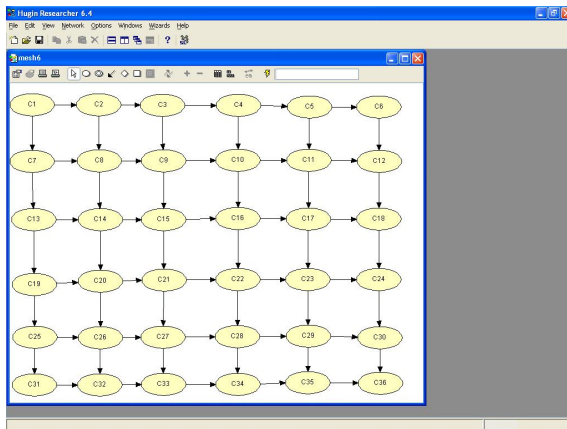 Hugin Researcher 6.4
File Edit View Network Options Windows Wizards Help
mesh6
C1 C2 C3 C4 C5 C6
C7 C8 C9 C10 C11 C12
C13 C14 C15 C16 C17 C18
C19 C20 C21 C22 C23 C24
C25 C26 C27 C28 C29 C30
C31 C32 C33 C34 C35 C36